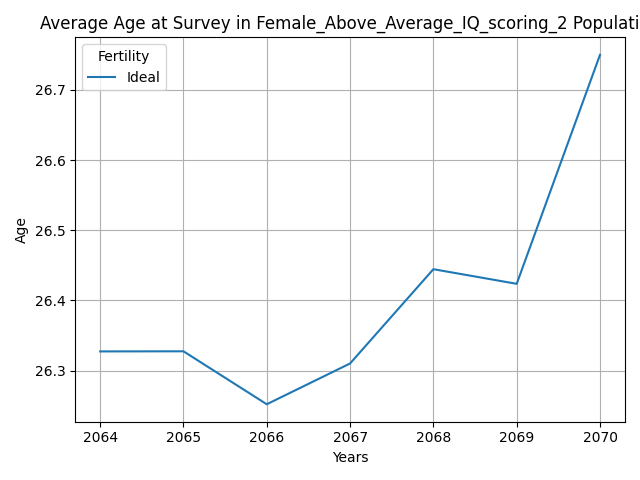 Average Age at Survey in Female_Above_Average_IQ_scoring_2 Populati
Fertility
Ideal
26.7
26.6
26.5
26.4
26.3
Age
2064 2065 2066 2067 2068 2069 2070
Years